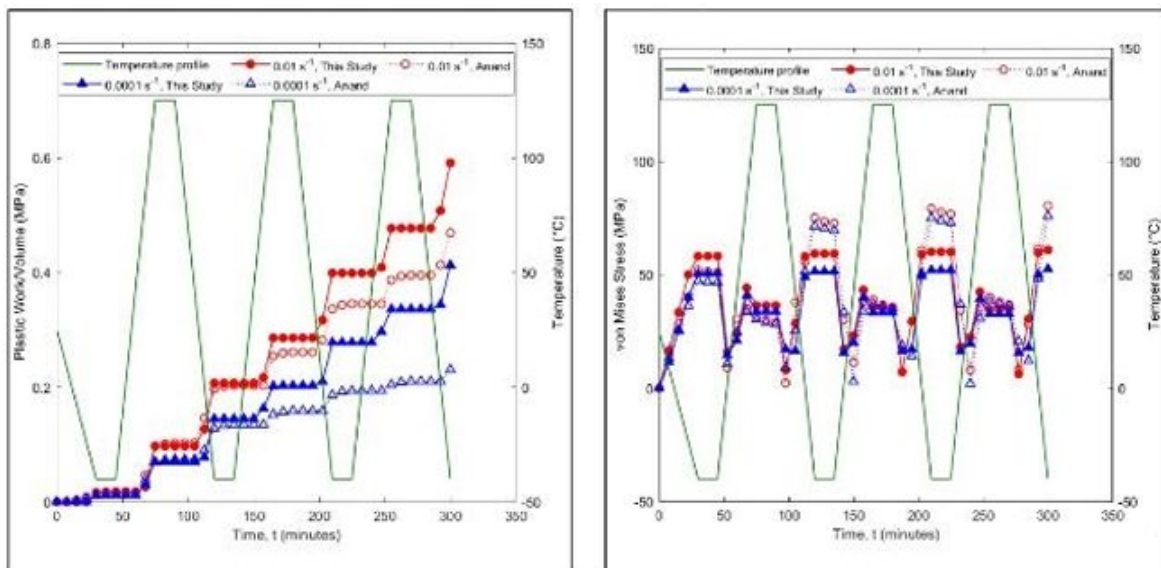 0.8
150
Temperature profile
0.01 s⁻¹, This Study
0.01 s⁻¹, Anand
0.0001 s⁻¹, This Study
0.0001 s⁻¹, Anand
0.6
100
0.4
50
0.2
0
0
-50
0 50 100 150 200 250 300 350
Time, t (minutes)
Plastic Work/Voluma (MPa)
Temperature (°C)
150
150
Temperature profile
0.01 s⁻¹, This Study
0.01 s⁻¹, Anand
0.0001 s⁻¹, This Study
0.0001 s⁻¹, Anand
100
100
50
50
0
0
-50
-50
0 50 100 150 200 250 300 350
Time, t (minutes)
von Mises Stress (MPa)
Temperature (°C)